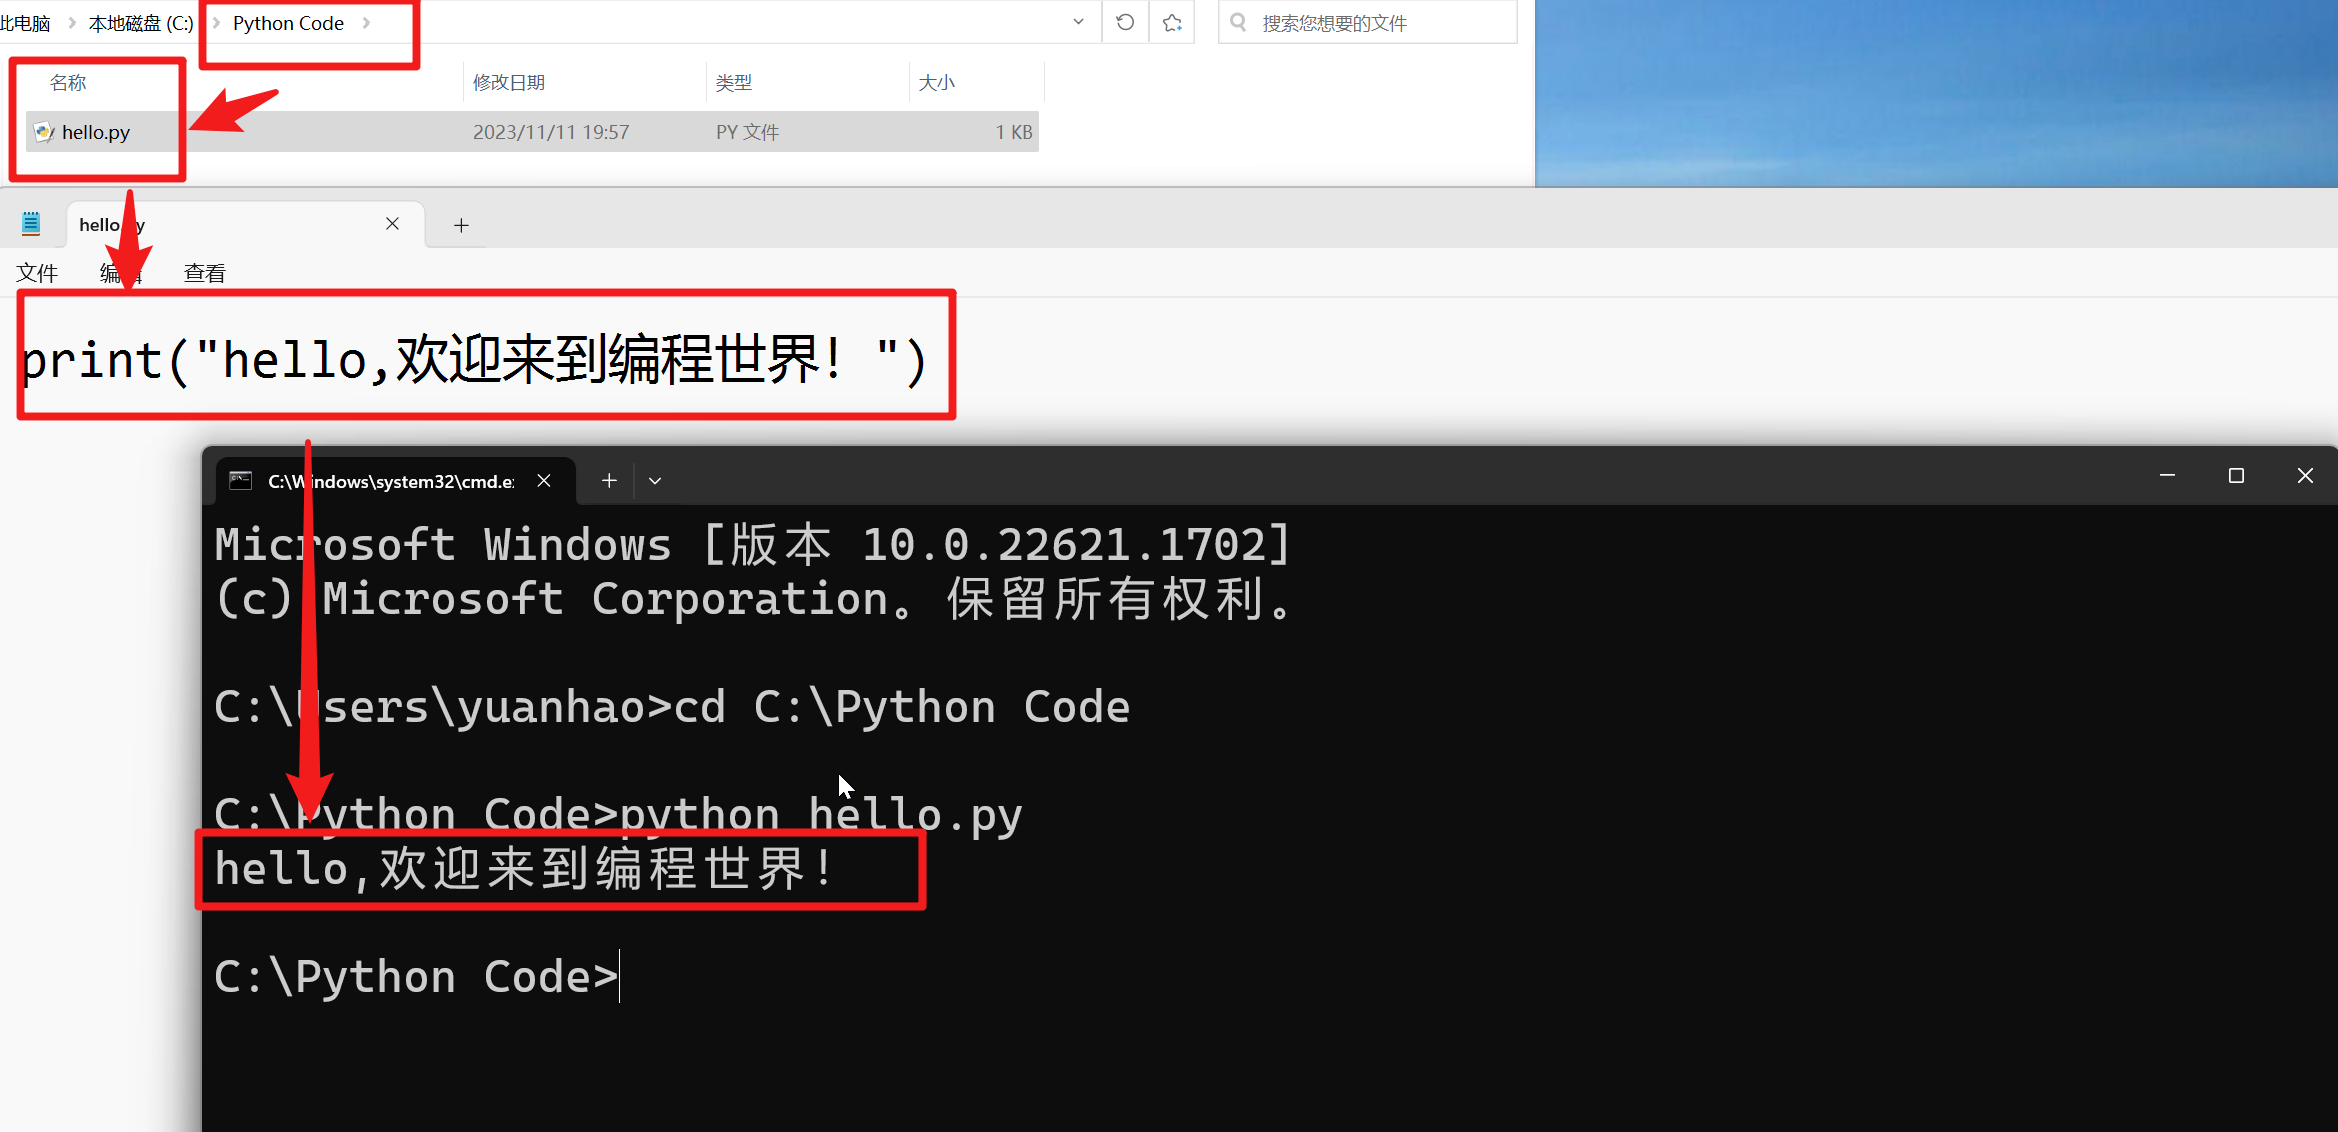 此电脑 > 本地磁盘 (C:) > Python Code >
搜索您想要的文件
名称 修改日期 类型 大小
hello.py 2023/11/11 19:57 PY 文件 1 KB
hello.py
文件 编辑 查看
print("hello,欢迎来到编程世界！")
C:\Windows\system32\cmd.e
Microsoft Windows [版本 10.0.22621.1702]
(c) Microsoft Corporation。保留所有权利。
C:\Users\yuanhao>cd C:\Python Code
C:\Python Code>python hello.py
hello,欢迎来到编程世界！
C:\Python Code>